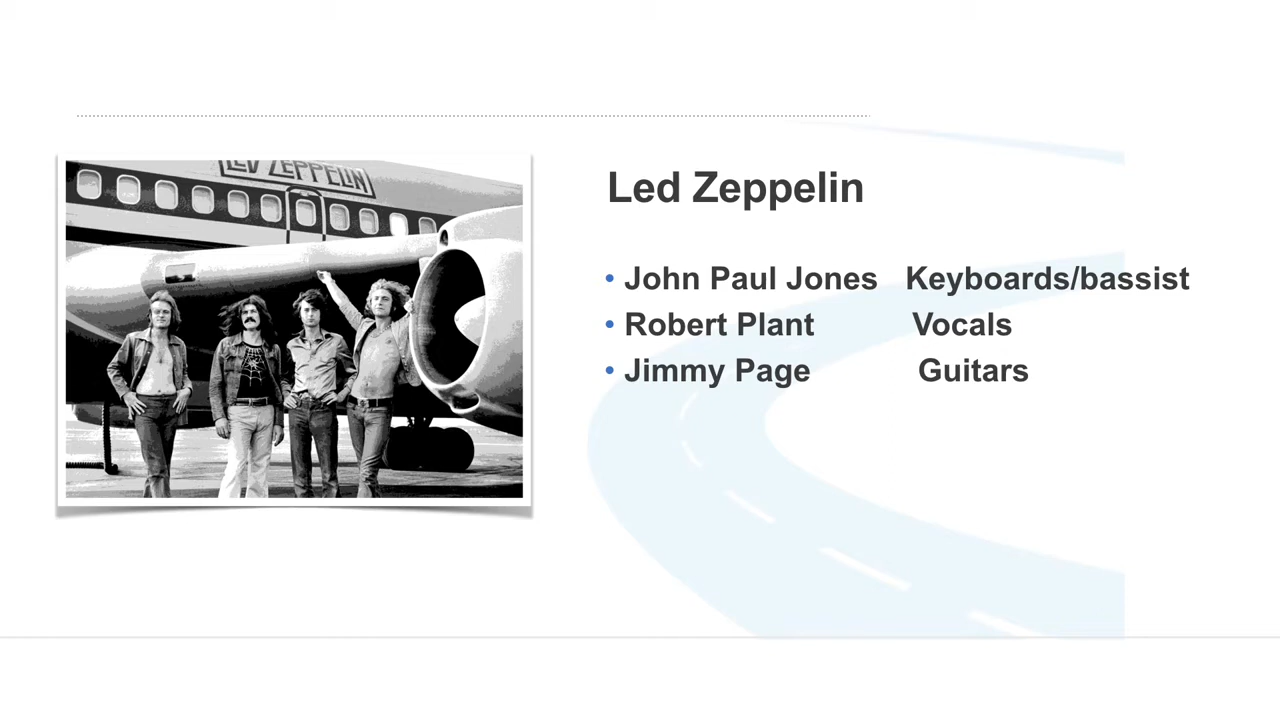 LED ZEPPELIN
Led Zeppelin
• John Paul Jones Keyboards/bassist
• Robert Plant Vocals
• Jimmy Page Guitars